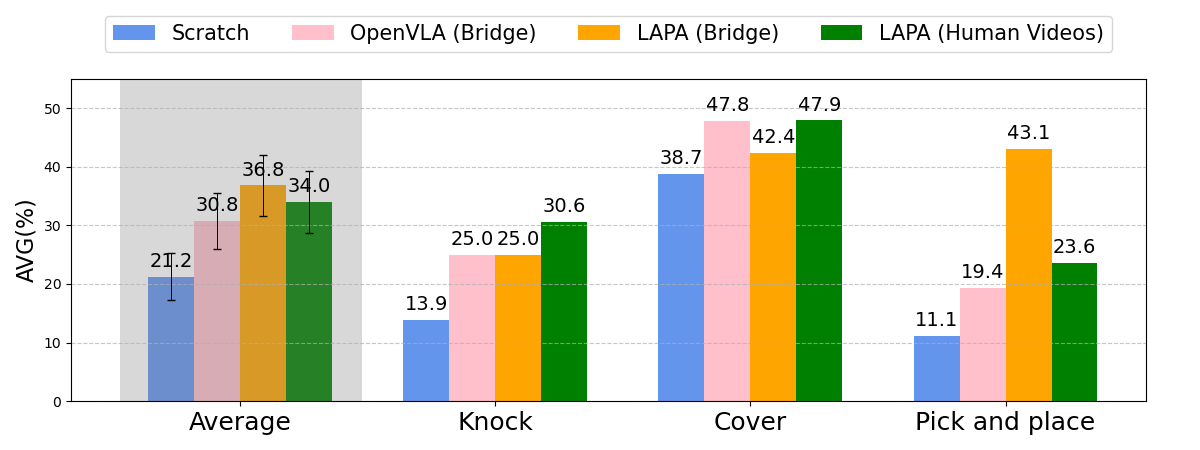 Scratch OpenVLA (Bridge) LAPA (Bridge) LAPA (Human Videos)
AVG(%)
50
40
30
20
10
0
21.2 30.8 36.8 34.0
13.9 25.0 25.0 30.6
38.7 47.8 42.4 47.9
11.1 19.4 43.1 23.6
Average Knock Cover Pick and place